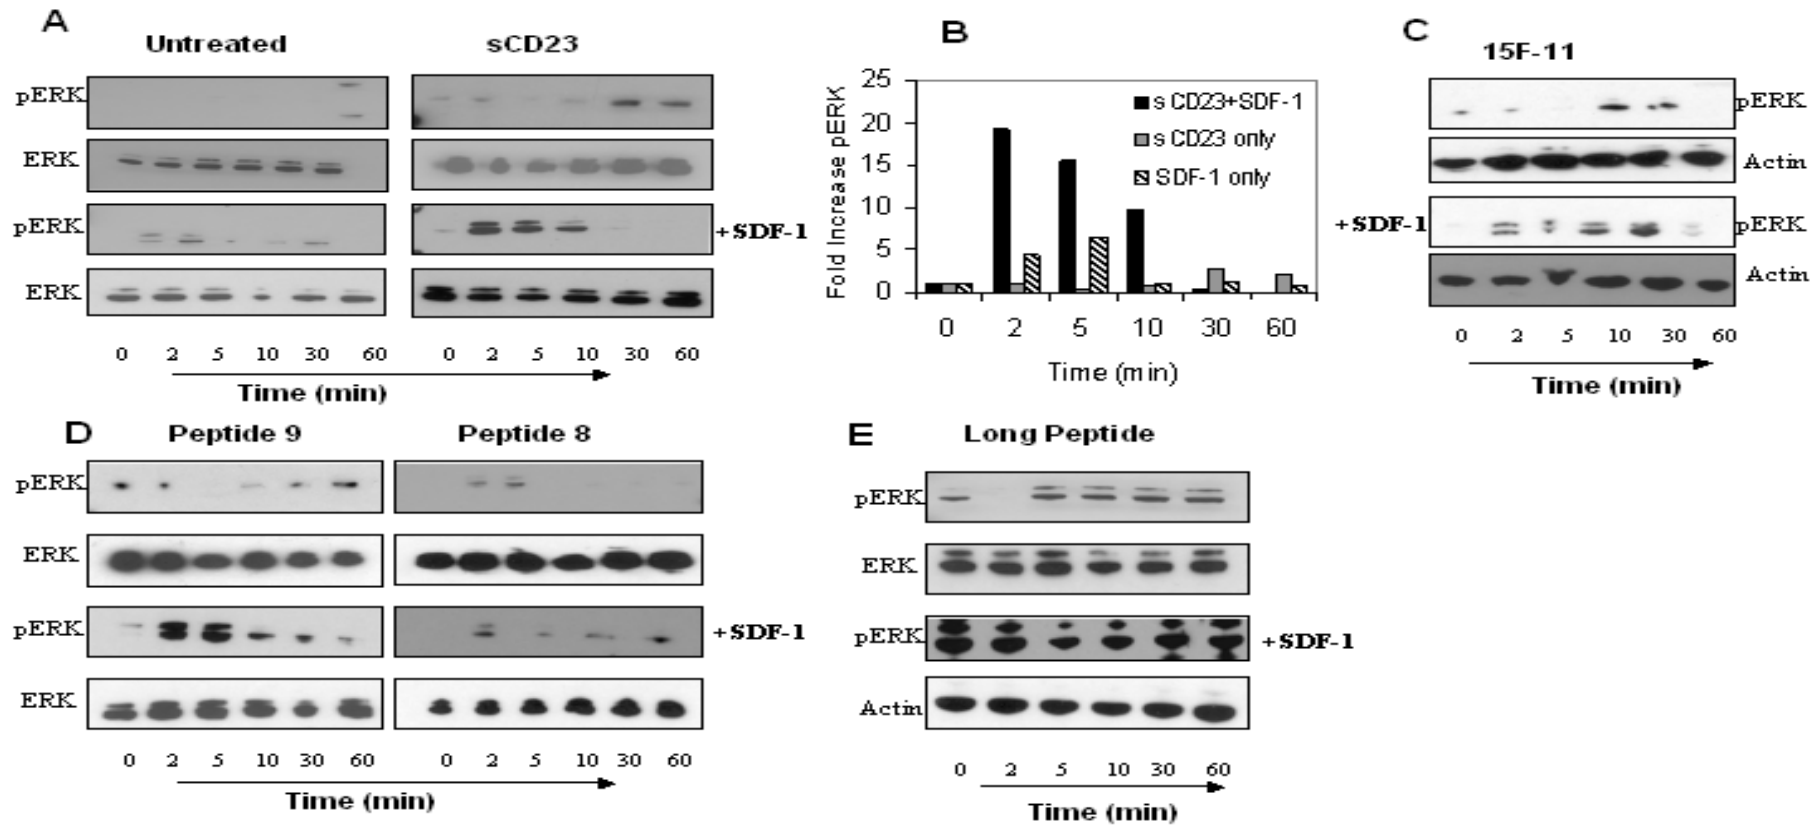 A
Untreated
sCD23
pERK
ERK
pERK
+SDF-1
ERK
0 2 5 10 30 60
0 2 5 10 30 60
Time (min)
B
Fold Increase pERK
25
20
15
10
5
0
sCD23+SDF-1
sCD23 only
SDF-1 only
0 2 5 10 30 60
Time (min)
C
15F-11
pERK
Actin
+SDF-1
pERK
Actin
0 2 5 10 30 60
Time (min)
D
Peptide 9
Peptide 8
pERK
ERK
pERK
+SDF-1
ERK
0 2 5 10 30 60
0 2 5 10 30 60
Time (min)
E
Long Peptide
pERK
ERK
pERK
+SDF-1
Actin
0 2 5 10 30 60
Time (min)